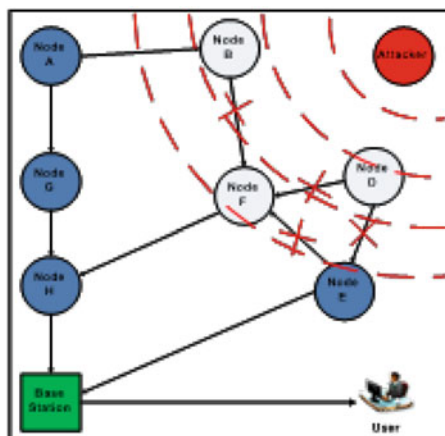 Node
A
Node
B
Attacker
Node
G
Node
F
Node
D
Node
H
Node
E
Base
Station
User